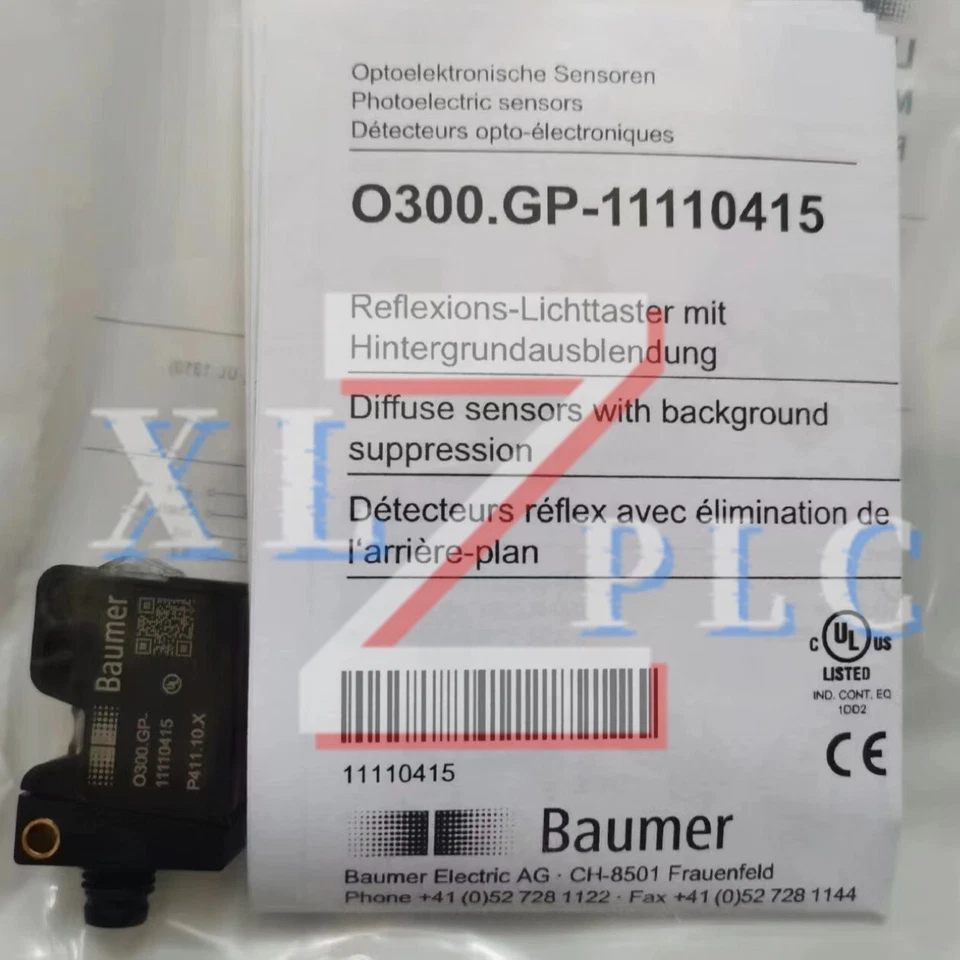 Optoelektronische Sensoren
Photoelectric sensors
Détecteurs opto-électroniques
O300.GP-11110415
Reflexions-Lichttaster mit
Hintergrundausblendung
Diffuse sensors with background
suppression
Détecteurs réflex avec élimination de
l'arrière-plan
XL Z PLC
C UL US
LISTED
IND. CONT. EQ
1DD2
CE
11110415
Baumer
Baumer Electric AG · CH-8501 Frauenfeld
Phone +41 (0)52 728 1122 · Fax +41 (0)52 728 1144
Baumer
O300.GP-
11110415
P411.10.X